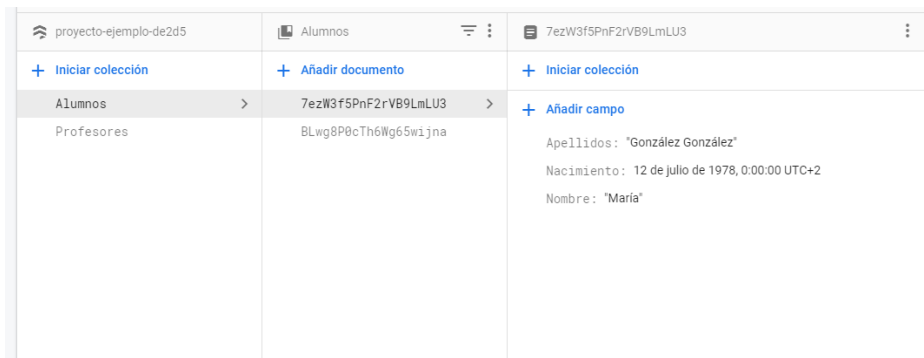 proyecto-ejemplo-de2d5
Alumnos
7ezW3f5PnF2rVB9LmLU3
+ Iniciar colección
+ Añadir documento
+ Iniciar colección
Alumnos
7ezW3f5PnF2rVB9LmLU3
+ Añadir campo
Profesores
BLwg8P0cTh6Wg65wijna
Apellidos: "González González"
Nacimiento: 12 de julio de 1978, 0:00:00 UTC+2
Nombre: "María"